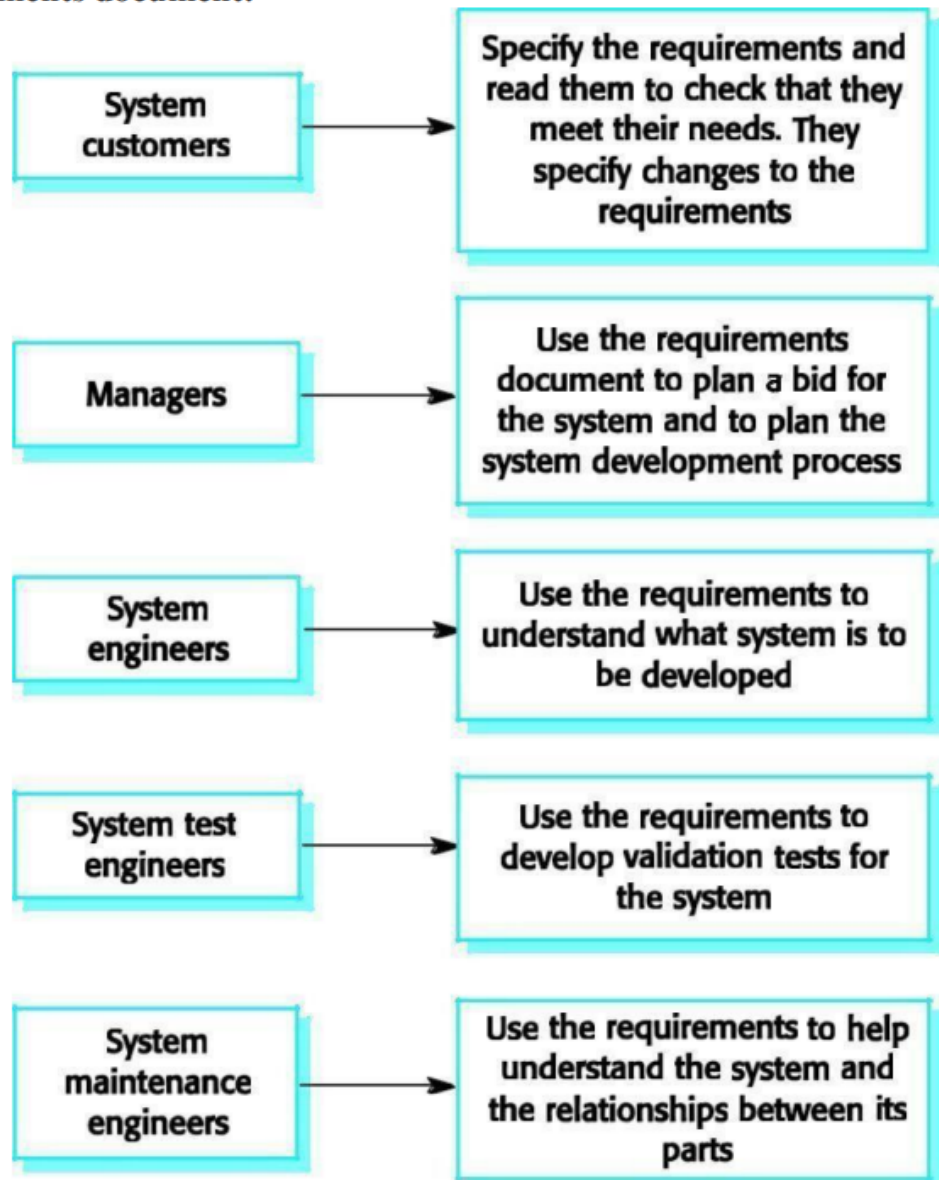 System
customers
Specify the requirements and
read them to check that they
meet their needs. They
specify changes to the
requirements
Managers
Use the requirements
document to plan a bid for
the system and to plan the
system development process
System
engineers
Use the requirements to
understand what system is to
be developed
System test
engineers
Use the requirements to
develop validation tests for
the system
System
maintenance
engineers
Use the requirements to help
understand the system and
the relationships between its
parts